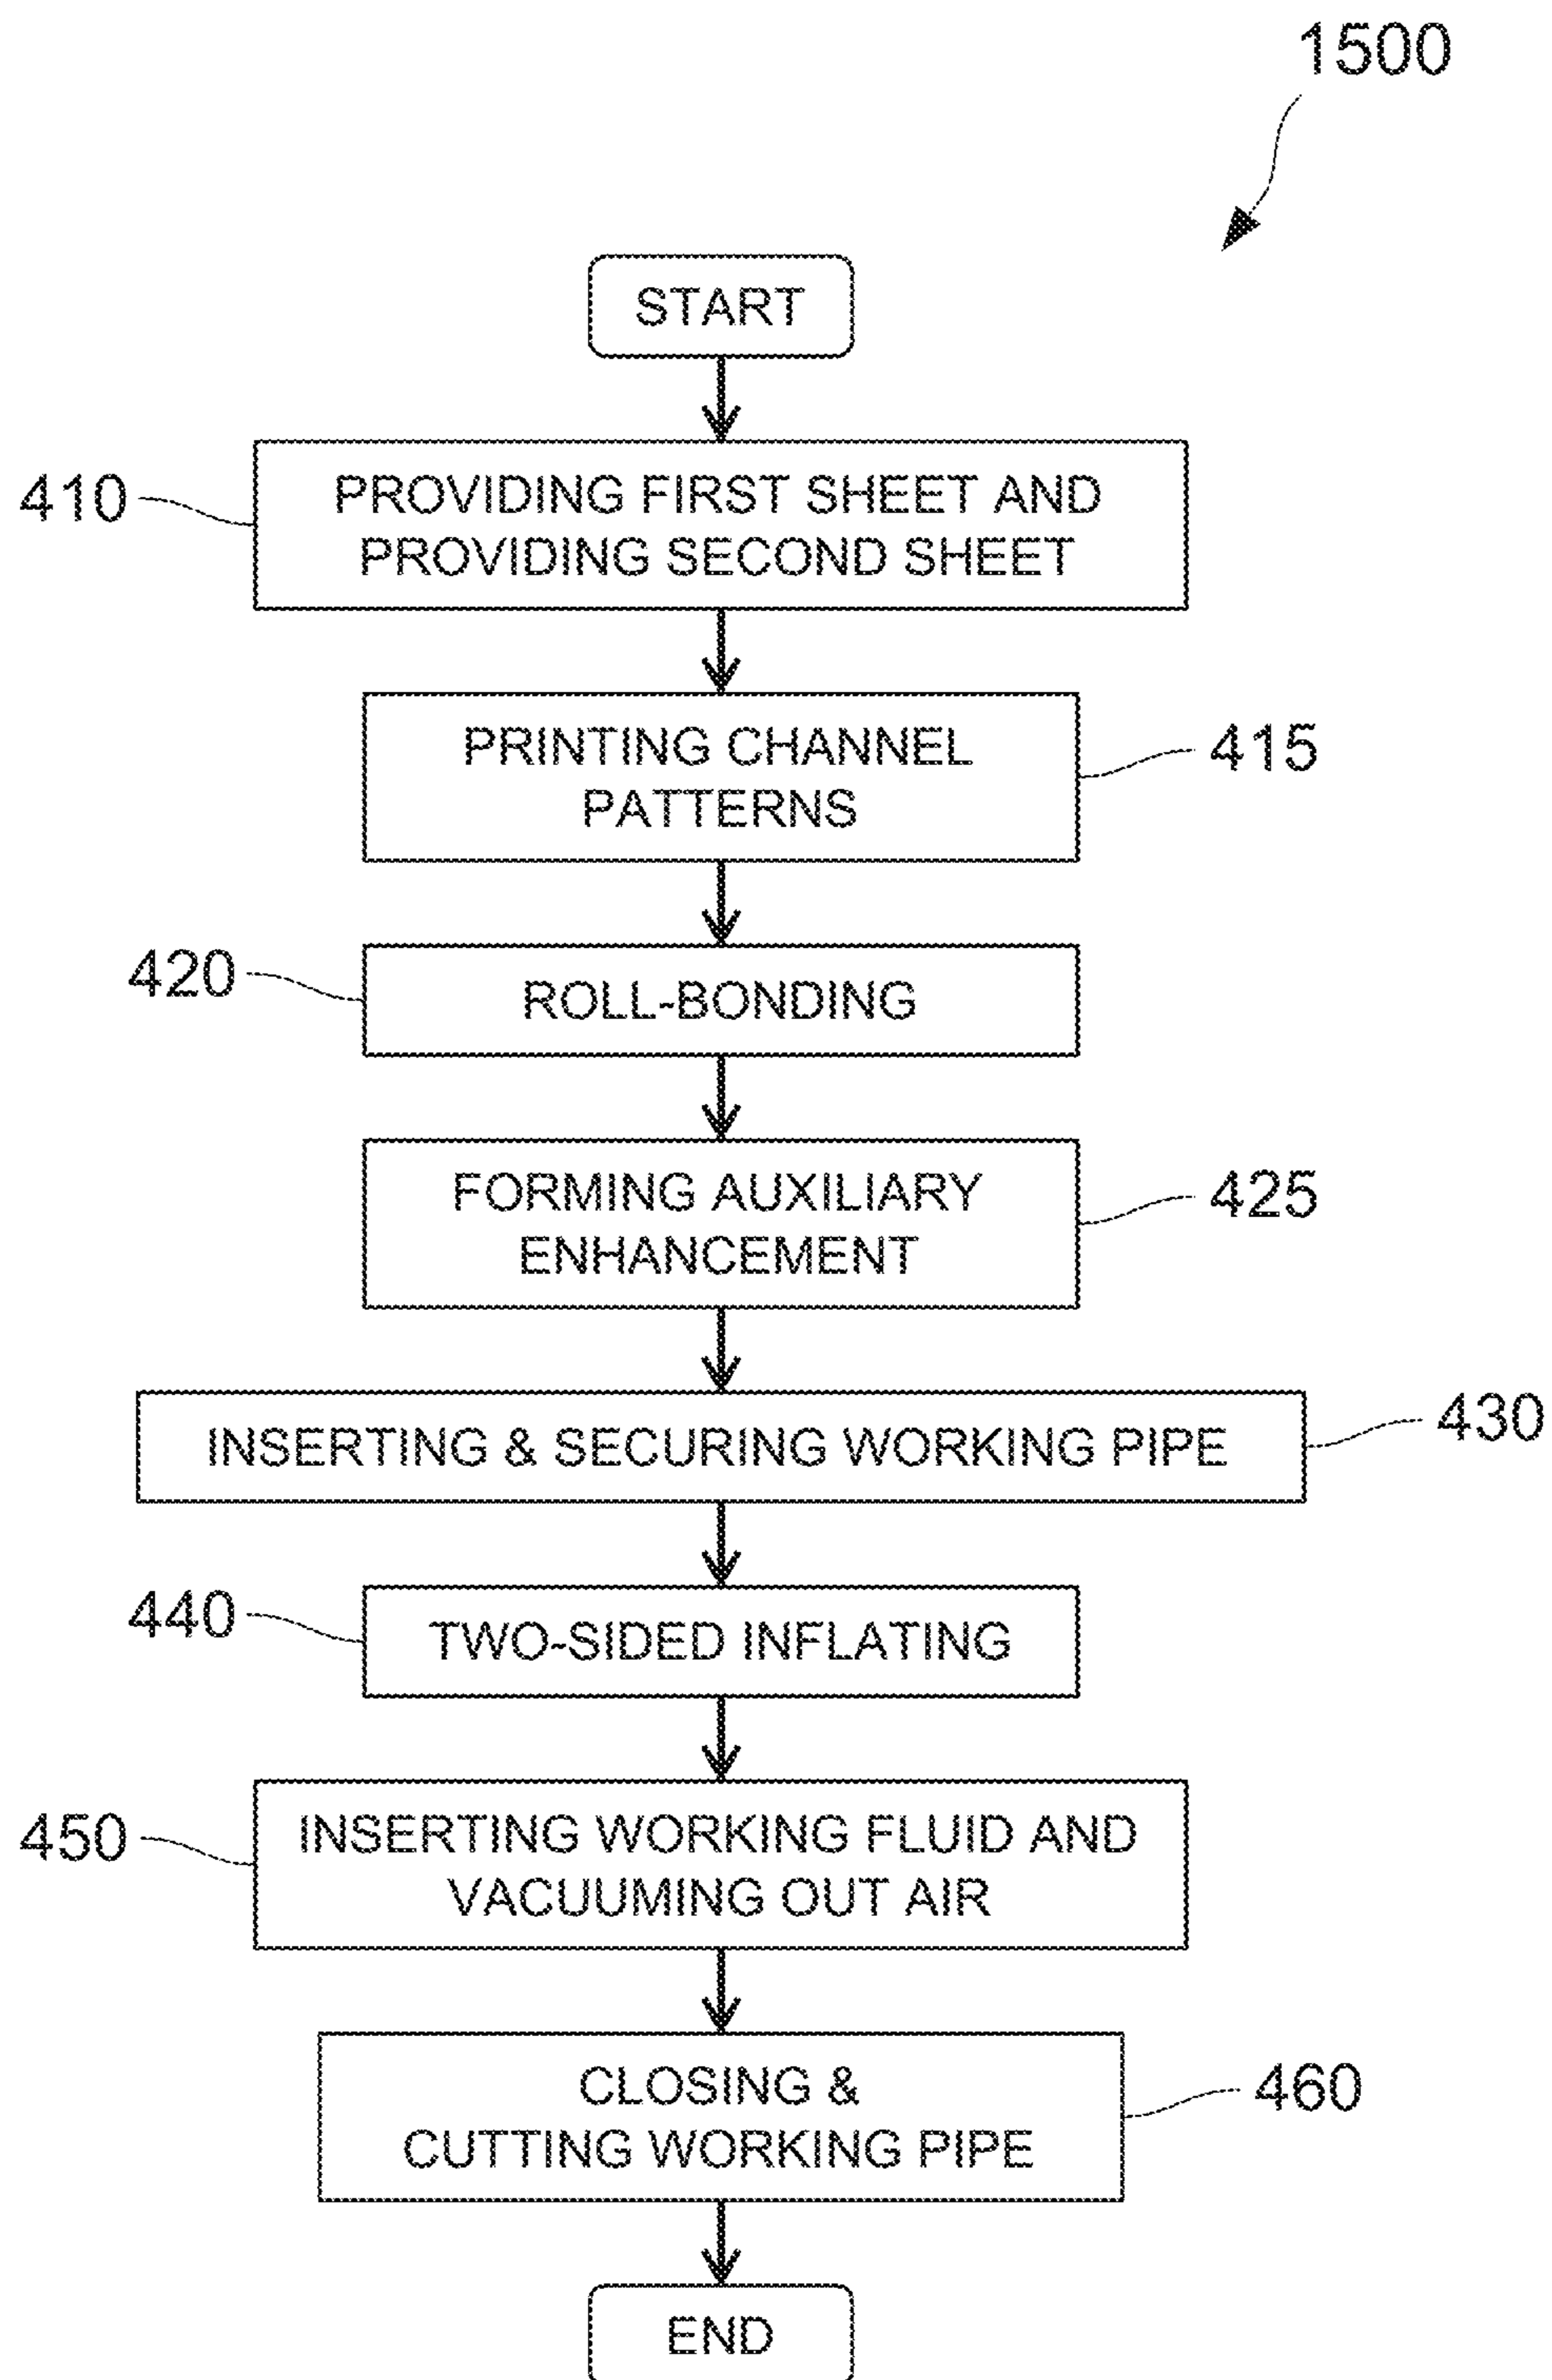 1500
START
410
PROVIDING FIRST SHEET AND
PROVIDING SECOND SHEET
PRINTING CHANNEL
PATTERNS
415
420
ROLL-BONDING
FORMING AUXILIARY
ENHANCEMENT
425
INSERTING & SECURING WORKING PIPE
430
440
TWO-SIDED INFLATING
450
INSERTING WORKING FLUID AND
VACUUMING OUT AIR
CLOSING &
CUTTING WORKING PIPE
460
END